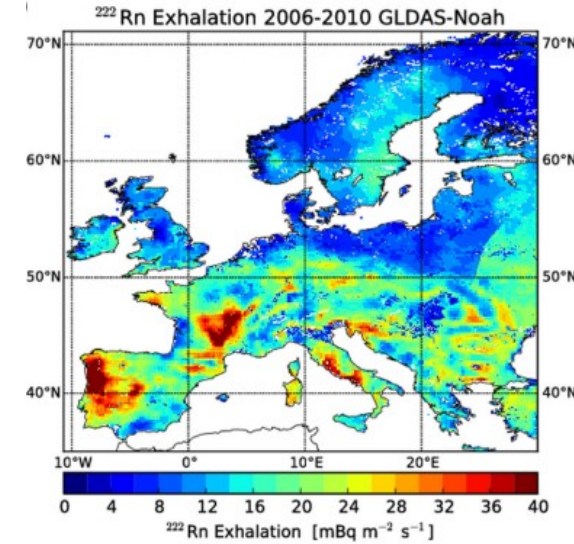 ²²²Rn Exhalation 2006-2010 GLDAS-Noah
70°N 70°N
60°N 60°N
50°N 50°N
40°N 40°N
10°W 0° 10°E 20°E
0 4 8 12 16 20 24 28 32 36 40
²²²Rn Exhalation [mBq m⁻² s⁻¹]